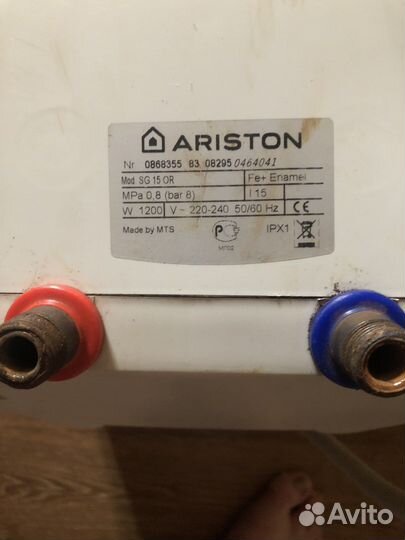 ARISTON
Nr 0868355 83 08295 0464041
Mod SG 15 OR Fe+ Enamel
MPa 0,8 (bar 8) l 15
W 1200 V~ 220-240 50/60 Hz CE
Made by MTS IPX1
МП02
Avito